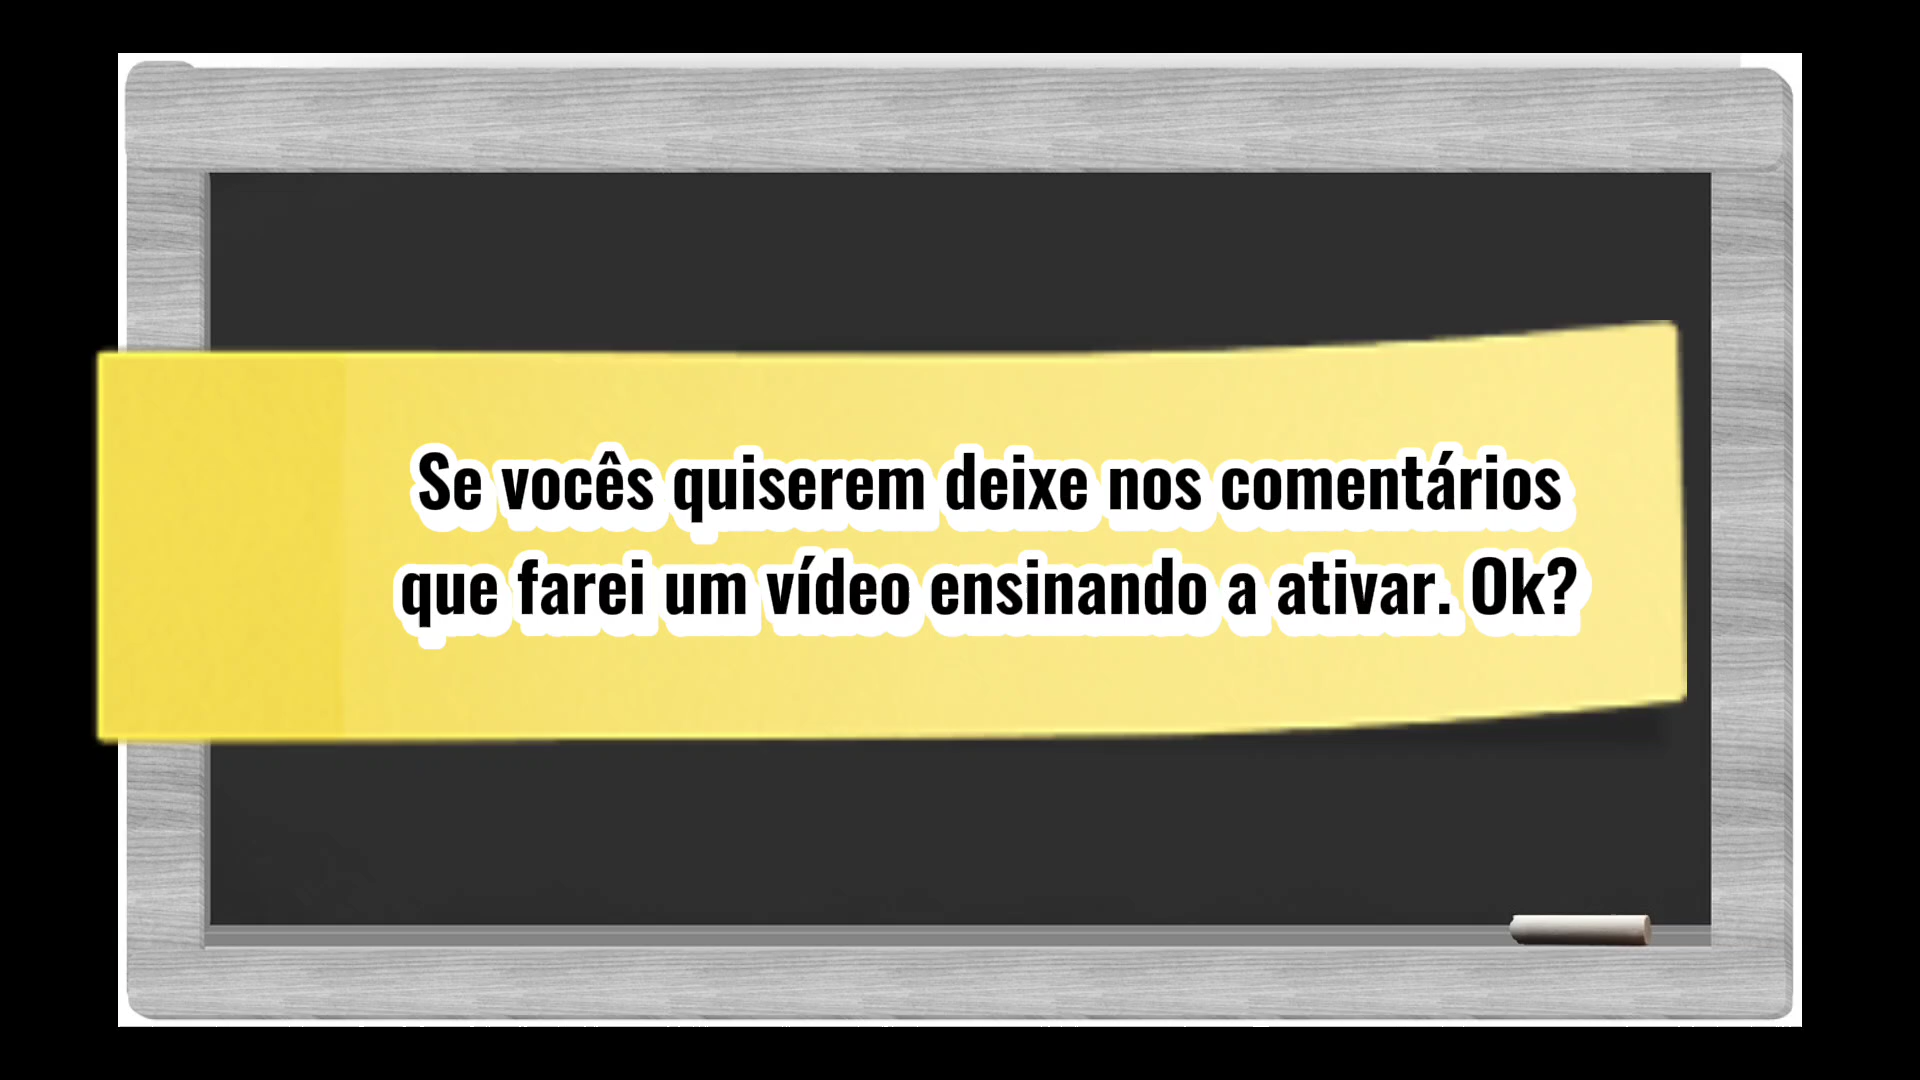 Se vocês quiserem deixe nos comentários
que farei um vídeo ensinando a ativar. Ok?